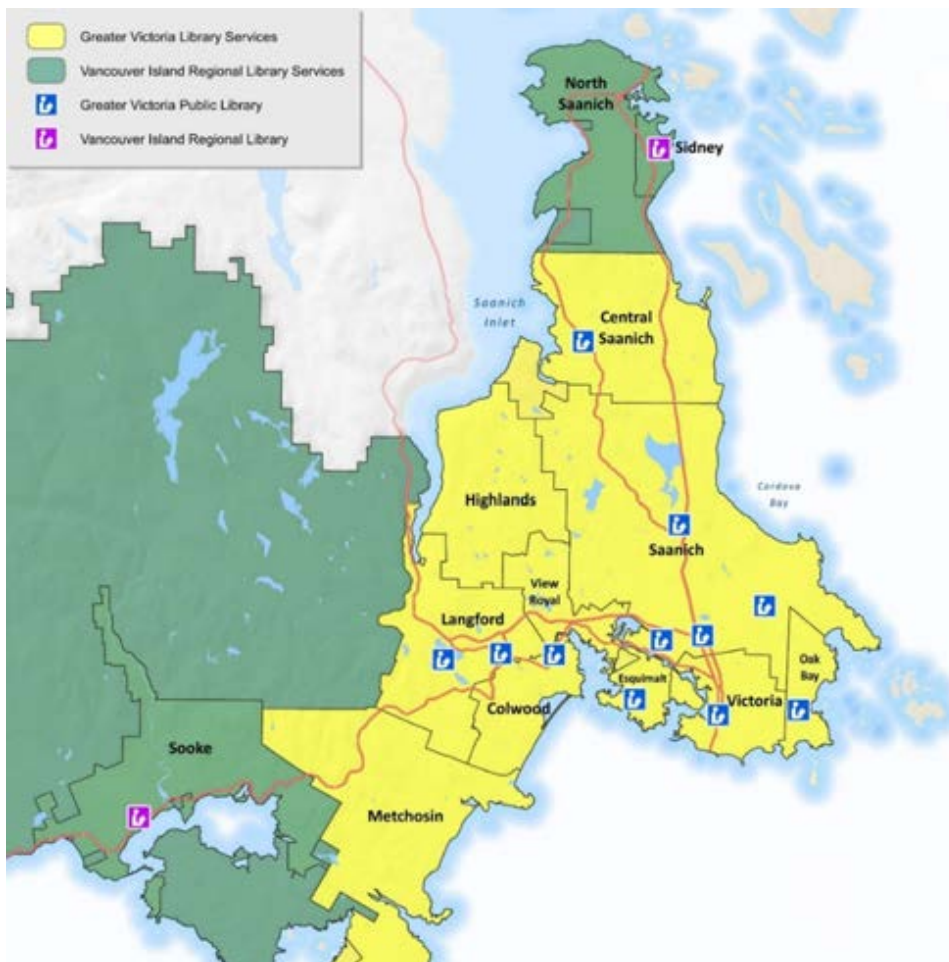 Greater Victoria Library Services
Vancouver Island Regional Library Services
Greater Victoria Public Library
Vancouver Island Regional Library
North
Saanich
Sidney
Saanich
Inlet
Central
Saanich
Highlands
Cordova
Bay
Saanich
View
Royal
Langford
Oak
Bay
Esquimalt
Victoria
Colwood
Sooke
Metchosin